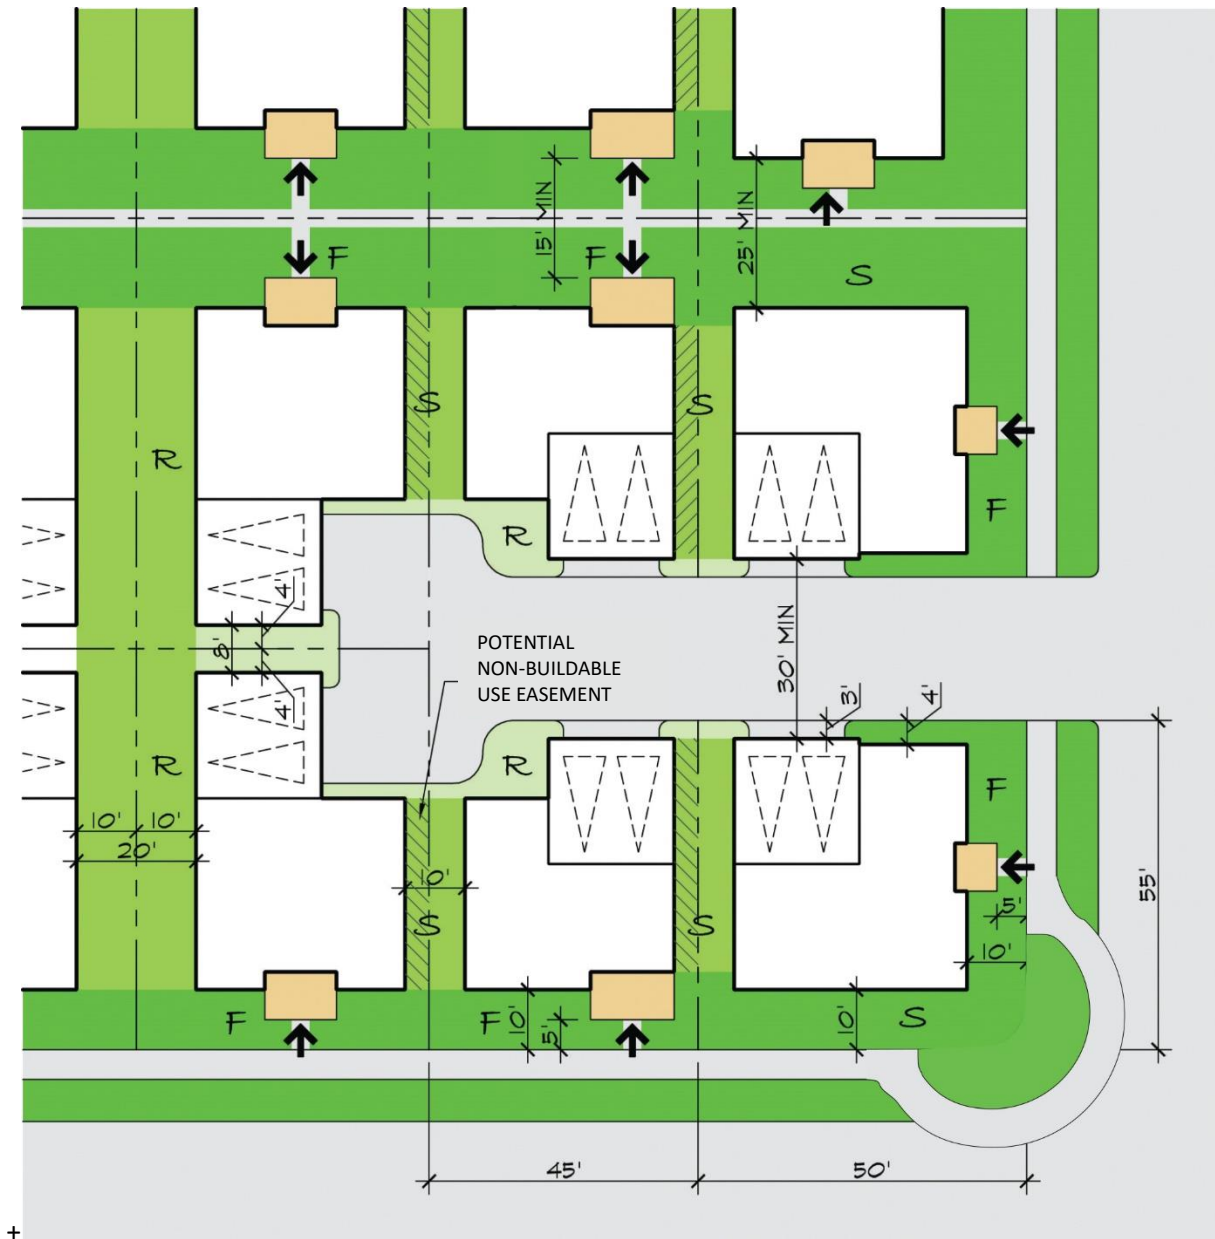 15' MIN
25' MIN
F
F
S
S
S
R
F
R
4'
8'
4'
POTENTIAL
NON-BUILDABLE
USE EASEMENT
30' MIN
3'
4'
R
R
F
10'
10'
20'
10'
55'
5'
S
S
10'
F
F
10'
5'
10'
S
45'
50'
+